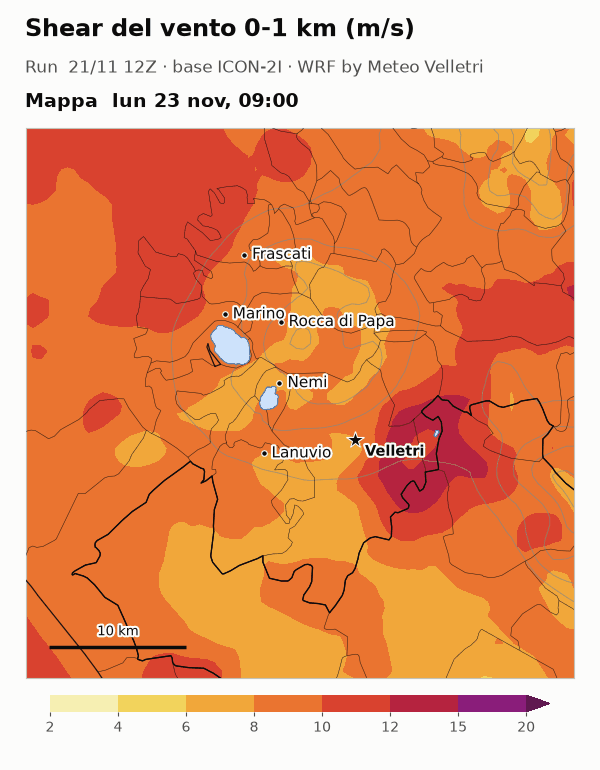 Shear del vento 0-1 km (m/s)
Run  21/11 12Z · base ICON-2I · WRF by Meteo Velletri
Mappa  lun 23 nov, 09:00
Frascati
Marino
Rocca di Papa
Nemi
Velletri
Lanuvio
10 km
2 4 6 8 10 12 15 20